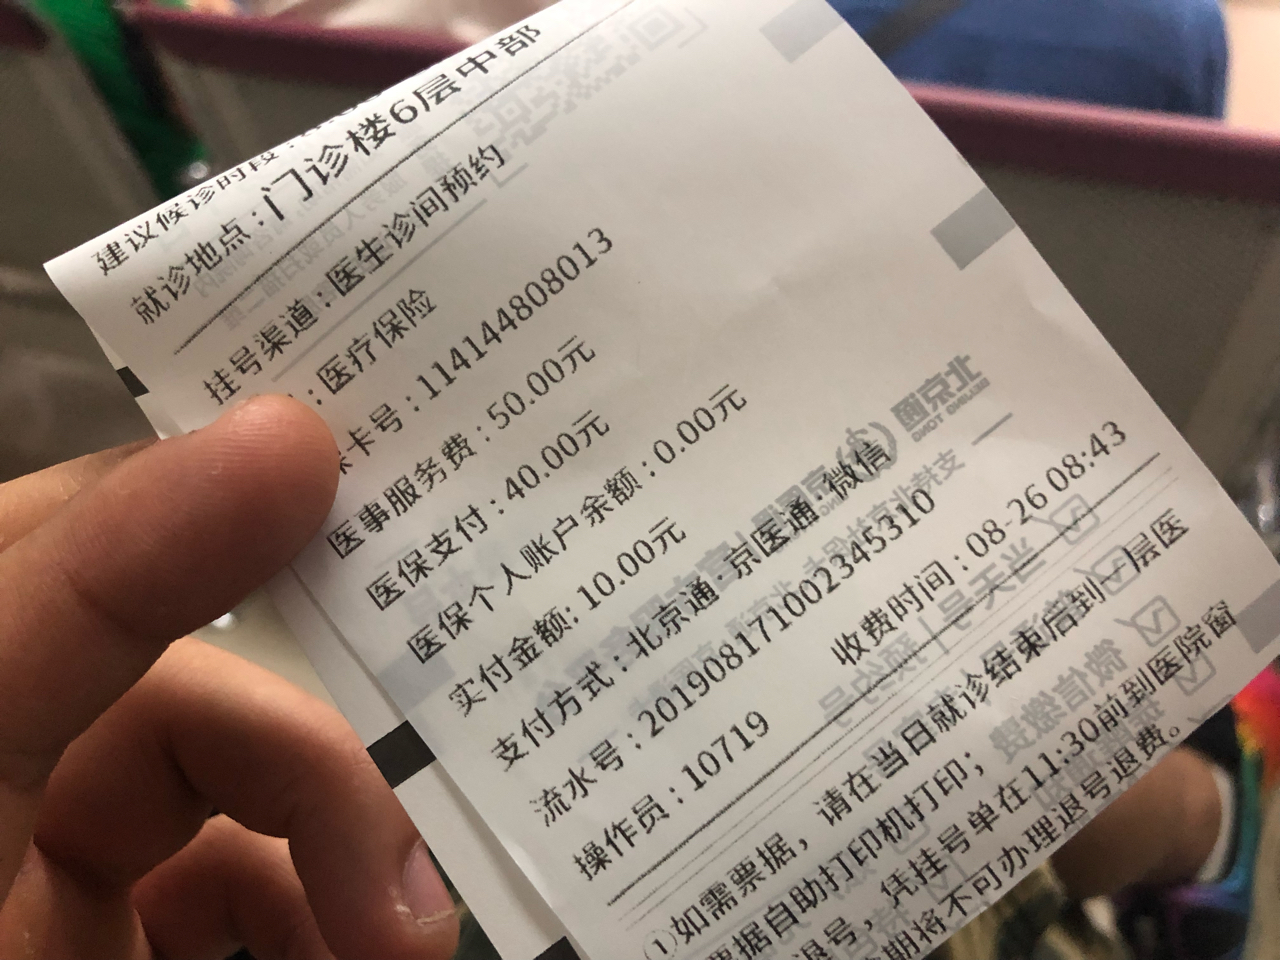 建议候诊时段:
就诊地点:门诊楼6层中部
挂号渠道:医生诊间预约
:医疗保险
卡号:11414480​8013
医事服务费:50.00元
医保支付:40.00元
医保个人账户余额:0.00元
实付金额:10.00元
支付方式:北京通·京医通·微信
流水号:201908171002345310
操作员:10719 收费时间:08-26 08:43
①如需票据,请在当日就诊结束后到一层医
票据自助打印机打印;
退号,凭挂号单在11:30前到医院窗
期将不可办理退号退费。